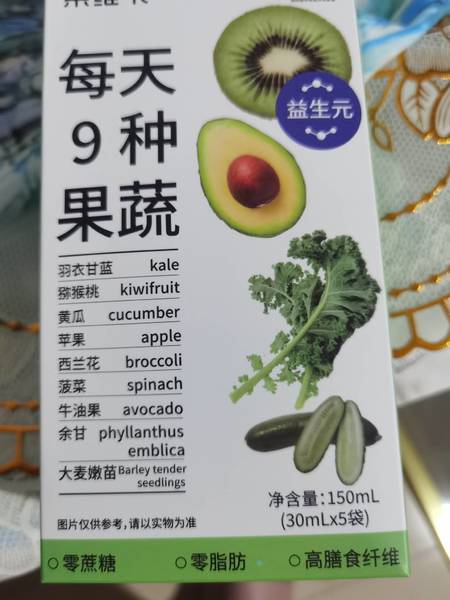 每天
9种
果蔬
益生元
羽衣甘蓝 kale
猕猴桃 kiwifruit
黄瓜 cucumber
苹果 apple
西兰花 broccoli
菠菜 spinach
牛油果 avocado
余甘 phyllanthus
emblica
大麦嫩苗 Barley tender
seedlings
净含量：150mL
(30mLx5袋)
图片仅供参考，请以实物为准
零蔗糖
零脂肪
高膳食纤维